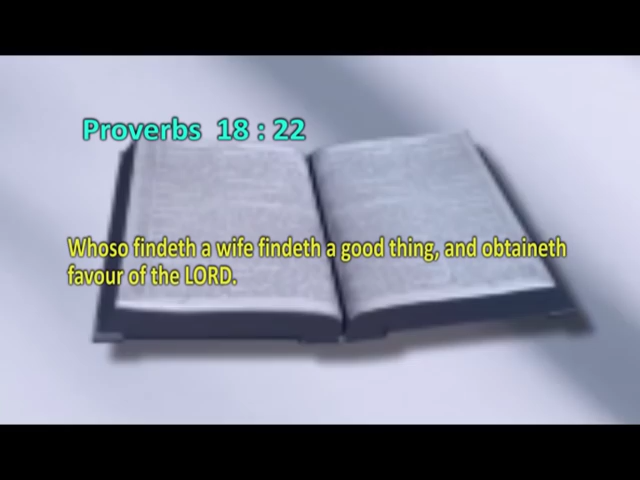 Proverbs 18 : 22
Whoso findeth a wife findeth a good thing, and obtaineth
favour of the LORD.